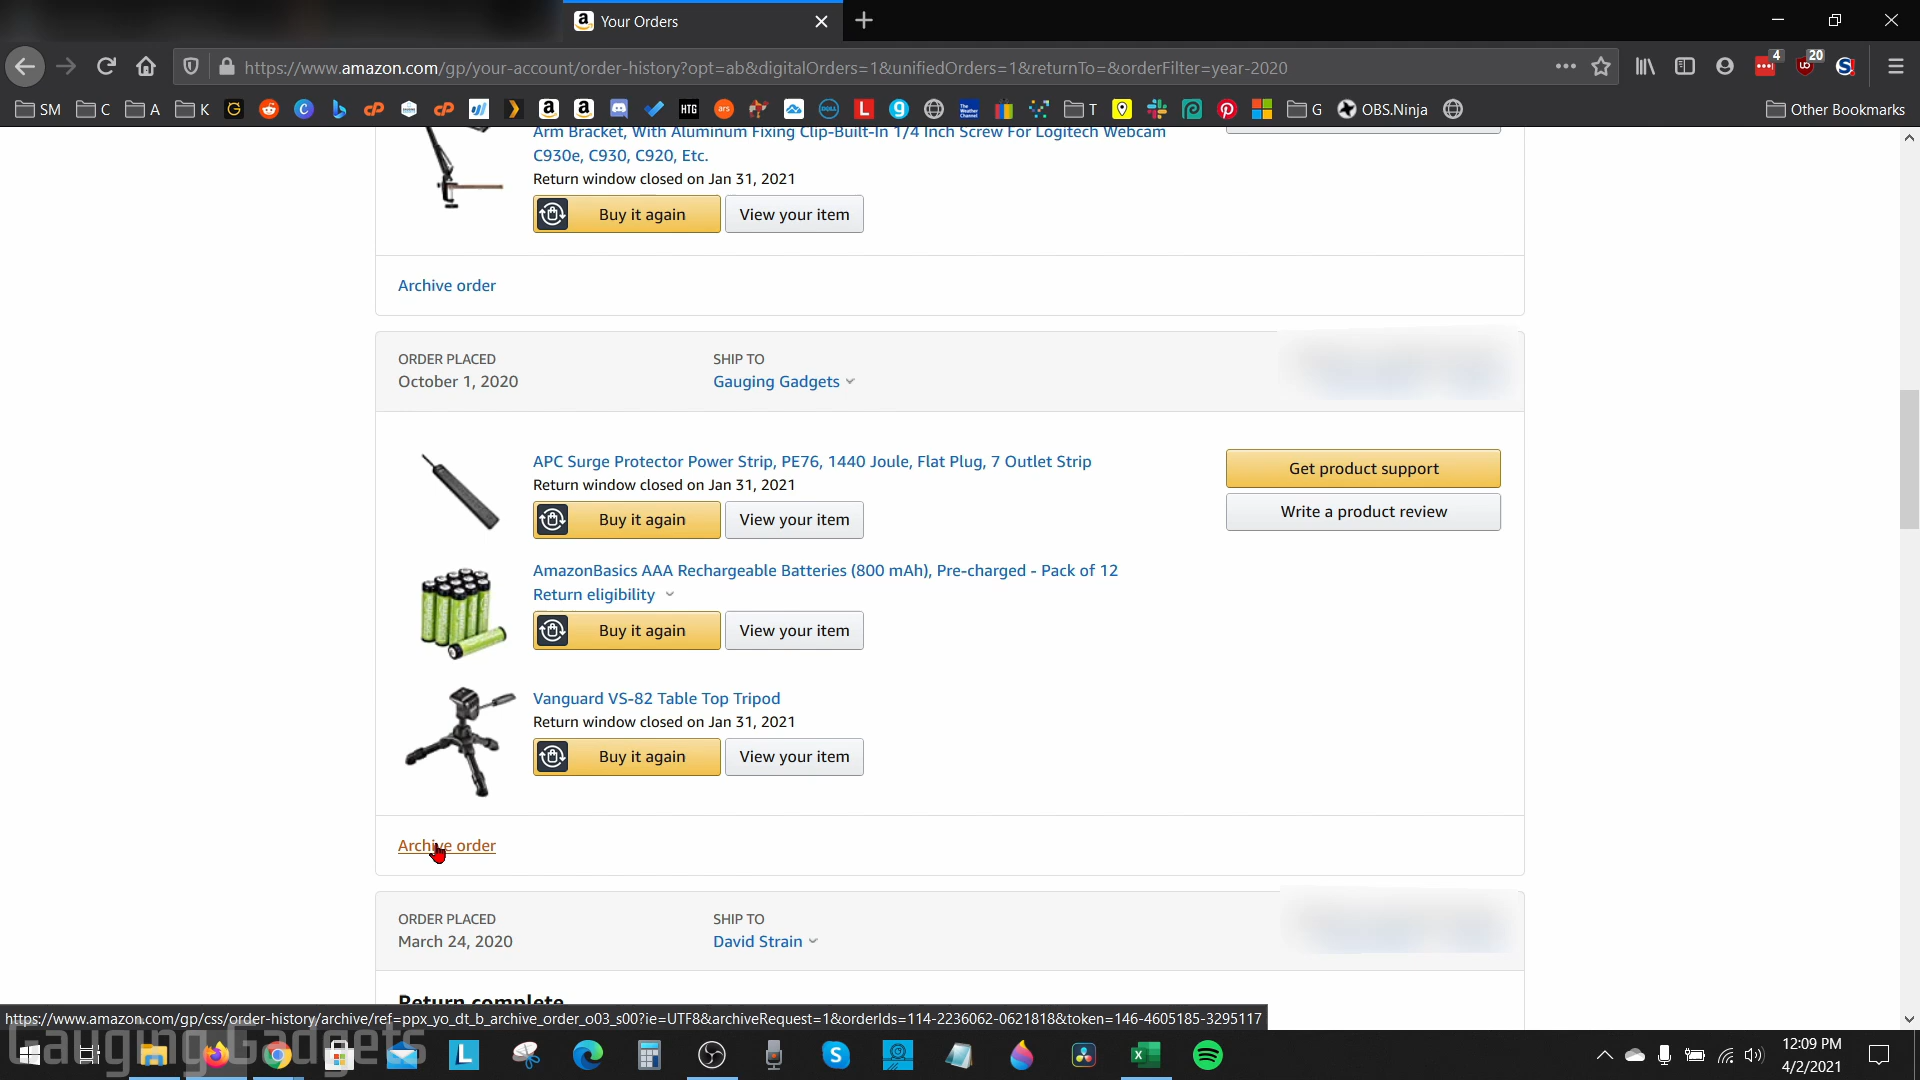 Your Orders
4
20
https://www.amazon.com/gp/your-account/order-history?opt=ab&digitalOrders=1&unifiedOrders=1&returnTo=&orderFilter=year-2020
SM
C
A
K
HTG
ars
DELL
L
T
G
OBS.Ninja
Other Bookmarks
Arm Bracket, With Aluminum Fixing Clip-Built-In 1/4 Inch Screw For Logitech Webcam
C930e, C930, C920, Etc.
Return window closed on Jan 31, 2021
Buy it again
View your item
Archive order
ORDER PLACED
October 1, 2020
SHIP TO
Gauging Gadgets
APC Surge Protector Power Strip, PE76, 1440 Joule, Flat Plug, 7 Outlet Strip
Return window closed on Jan 31, 2021
Buy it again
View your item
Get product support
Write a product review
AmazonBasics AAA Rechargeable Batteries (800 mAh), Pre-charged - Pack of 12
Return eligibility
Buy it again
View your item
Vanguard VS-82 Table Top Tripod
Return window closed on Jan 31, 2021
Buy it again
View your item
Archive order
ORDER PLACED
March 24, 2020
SHIP TO
David Strain
Return complete
https://www.amazon.com/gp/css/order-history/archive/ref=ppx_yo_dt_b_archive_order_o03_s00?ie=UTF8&archiveRequest=1&orderIds=114-2236062-0621818&token=146-4605185-3295117
Gauging Gadgets
12:09 PM
4/2/2021